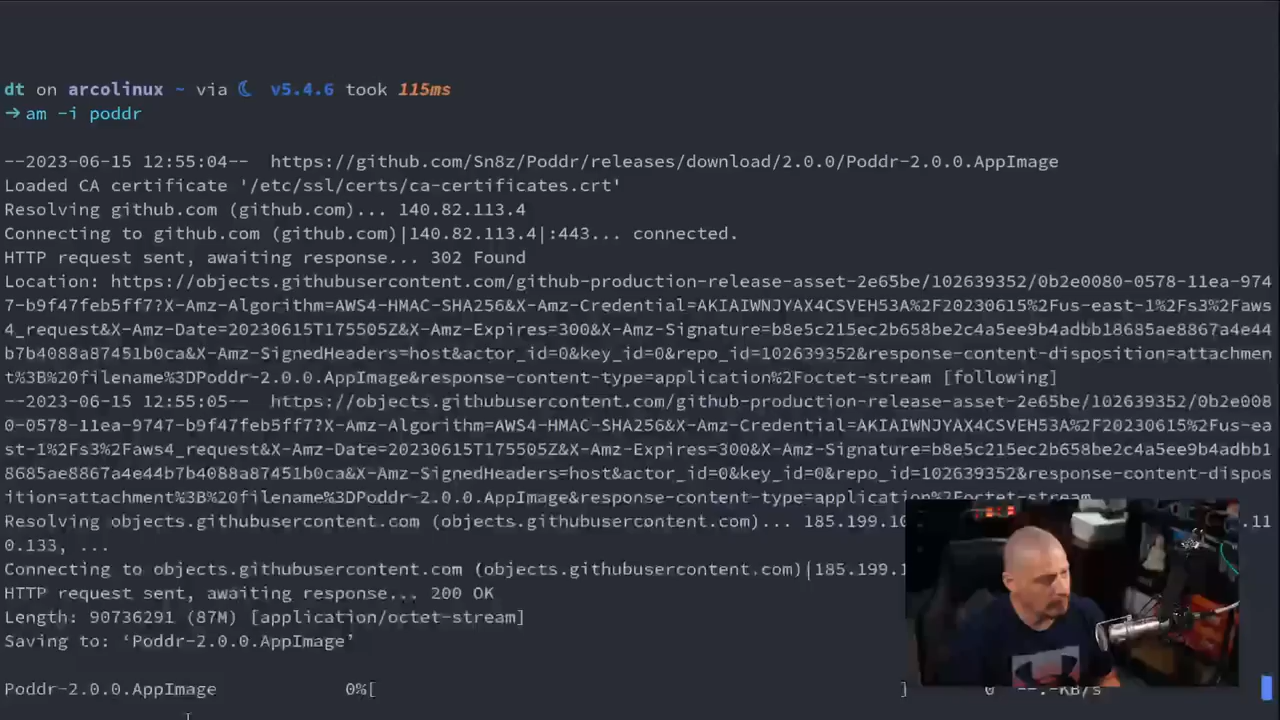 dt on arcolinux ~ via ☾ v5.4.6 took 115ms
→ am -i poddr
--2023-06-15 12:55:04-- https://github.com/Sn8z/Poddr/releases/download/2.0.0/Poddr-2.0.0.AppImage
Loaded CA certificate '/etc/ssl/certs/ca-certificates.crt'
Resolving github.com (github.com)... 140.82.113.4
Connecting to github.com (github.com)|140.82.113.4|:443... connected.
HTTP request sent, awaiting response... 302 Found
Location: https://objects.githubusercontent.com/github-production-release-asset-2e65be/102639352/0b2e0080-0578-11ea-974
7-b9f47feb5ff7?X-Amz-Algorithm=AWS4-HMAC-SHA256&X-Amz-Credential=AKIAIWNJYAX4CSVEH53A%2F20230615%2Fus-east-1%2Fs3%2Faws
4_request&X-Amz-Date=20230615T175505Z&X-Amz-Expires=300&X-Amz-Signature=b8e5c215ec2b658be2c4a5ee9b4adbb18685ae8867a4e44
b7b4088a87451b0ca&X-Amz-SignedHeaders=host&actor_id=0&key_id=0&repo_id=102639352&response-content-disposition=attachmen
t%3B%20filename%3DPoddr-2.0.0.AppImage&response-content-type=application%2Foctet-stream [following]
--2023-06-15 12:55:05-- https://objects.githubusercontent.com/github-production-release-asset-2e65be/102639352/0b2e008
0-0578-11ea-9747-b9f47feb5ff7?X-Amz-Algorithm=AWS4-HMAC-SHA256&X-Amz-Credential=AKIAIWNJYAX4CSVEH53A%2F20230615%2Fus-ea
st-1%2Fs3%2Faws4_request&X-Amz-Date=20230615T175505Z&X-Amz-Expires=300&X-Amz-Signature=b8e5c215ec2b658be2c4a5ee9b4adbb1
8685ae8867a4e44b7b4088a87451b0ca&X-Amz-SignedHeaders=host&actor_id=0&key_id=0&repo_id=102639352&response-content-dispos
ition=attachment%3B%20filename%3DPoddr-2.0.0.AppImage&response-content-type=application%2Foctet-stream
Resolving objects.githubusercontent.com (objects.githubusercontent.com)... 185.199.10 .11
0.133, ...
Connecting to objects.githubusercontent.com (objects.githubusercontent.com)|185.199.1
HTTP request sent, awaiting response... 200 OK
Length: 90736291 (87M) [application/octet-stream]
Saving to: ‘Poddr-2.0.0.AppImage’
Poddr-2.0.0.AppImage 0%[ ] 0 --.-KB/s